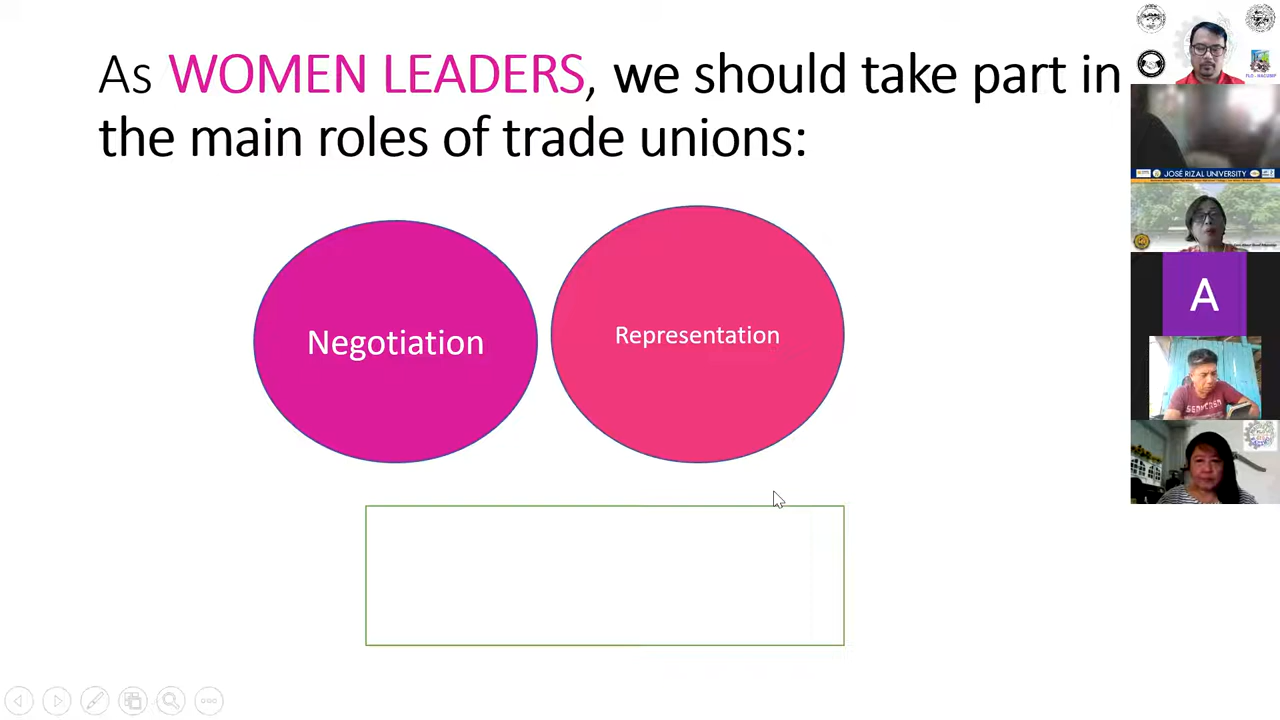 As WOMEN LEADERS, we should take part in
the main roles of trade unions:
Negotiation
Representation
JOSÉ RIZAL UNIVERSITY
A